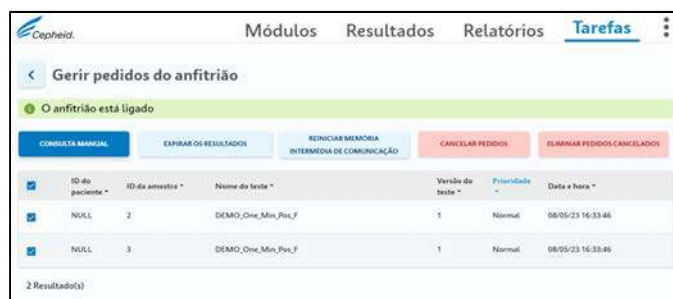 Cepheid.
Módulos Resultados Relatórios Tarefas
Gerir pedidos do anfitrião
O anfitrião está ligado
CONSULTA MANUAL EXPIRAR OS RESULTADOS REINICIAR MEMÓRIA INTERMÉDIA DE COMUNICAÇÃO CANCELAR PEDIDOS ELIMINAR PEDIDOS CANCELADOS
ID do paciente ID da amostra Nome do teste Versão do teste Prioridade Data e hora
NULL 2 DEMO_One_Min_Pos_F 1 Normal 08/05/23 16:33:46
NULL 3 DEMO_One_Min_Pos_F 1 Normal 08/05/23 16:33:46
2 Resultado(s)